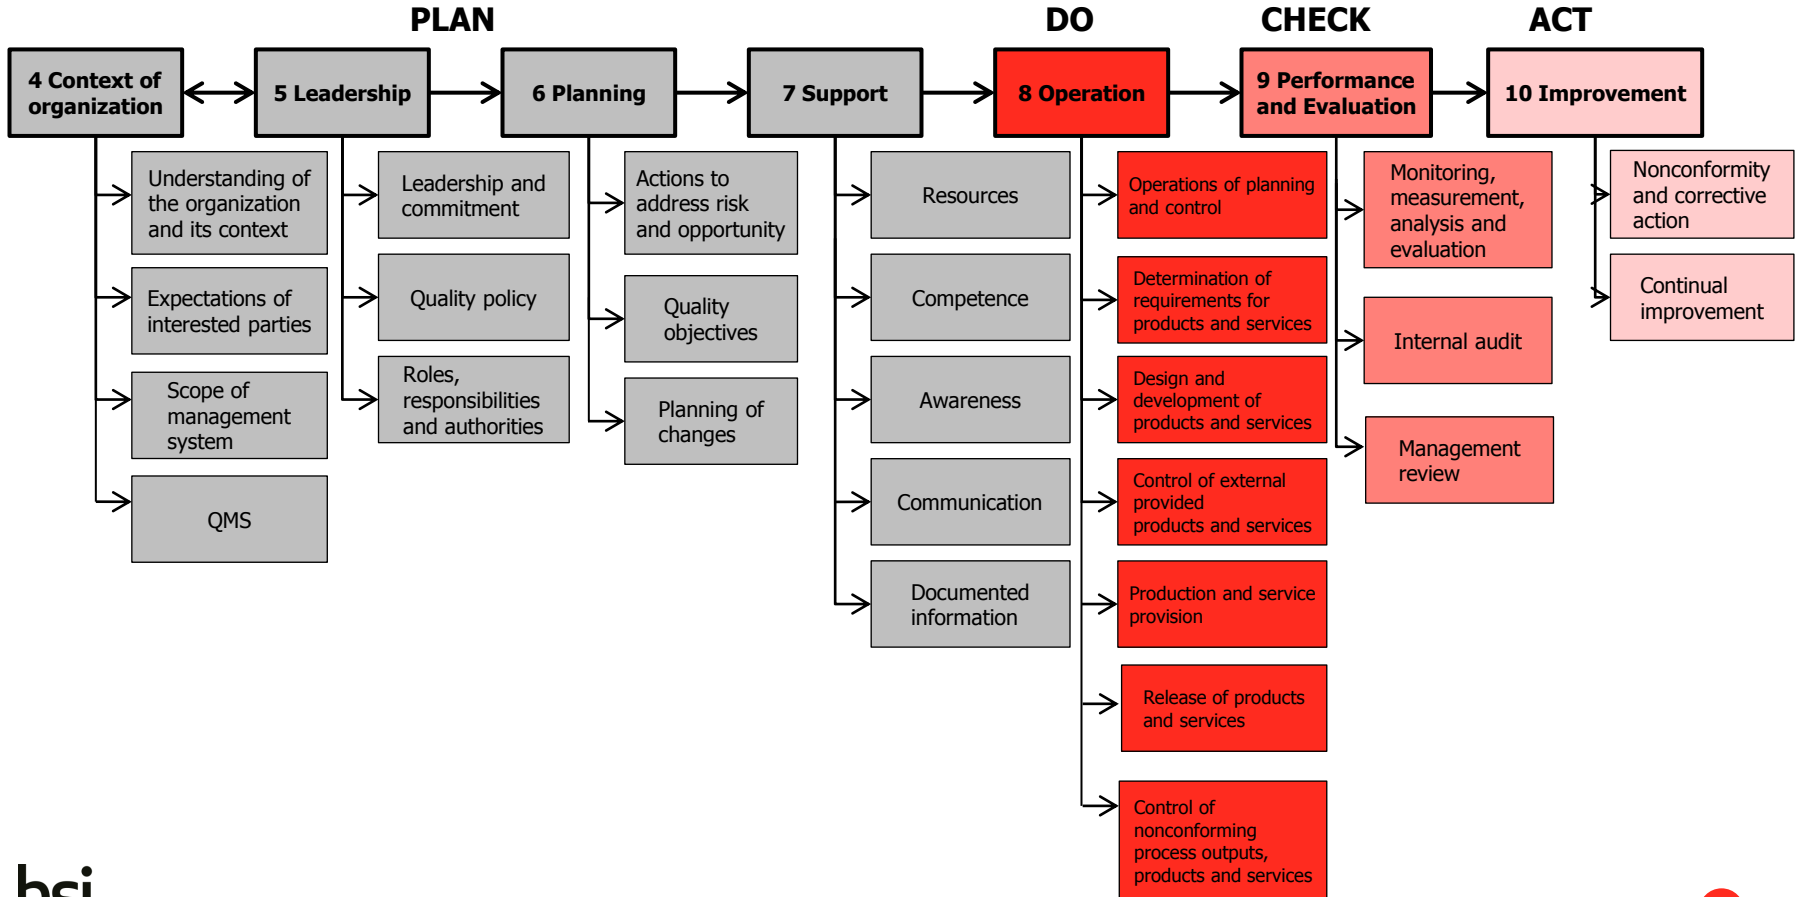 PLAN
DO
CHECK
ACT
4 Context of
organization
5 Leadership
6 Planning
7 Support
8 Operation
9 Performance
and Evaluation
10 Improvement
Understanding of
the organization
and its context
Expectations of
interested parties
Scope of
management
system
QMS
Leadership and
commitment
Quality policy
Roles,
responsibilities
and authorities
Actions to
address risk
and opportunity
Quality
objectives
Planning of
changes
Resources
Competence
Awareness
Communication
Documented
information
Operations of planning
and control
Determination of
requirements for
products and services
Design and
development of
products and services
Control of external
provided
products and services
Production and service
provision
Release of products
and services
Control of
nonconforming
process outputs,
products and services
Monitoring,
measurement,
analysis and
evaluation
Internal audit
Management
review
Nonconformity
and corrective
action
Continual
improvement
bsi